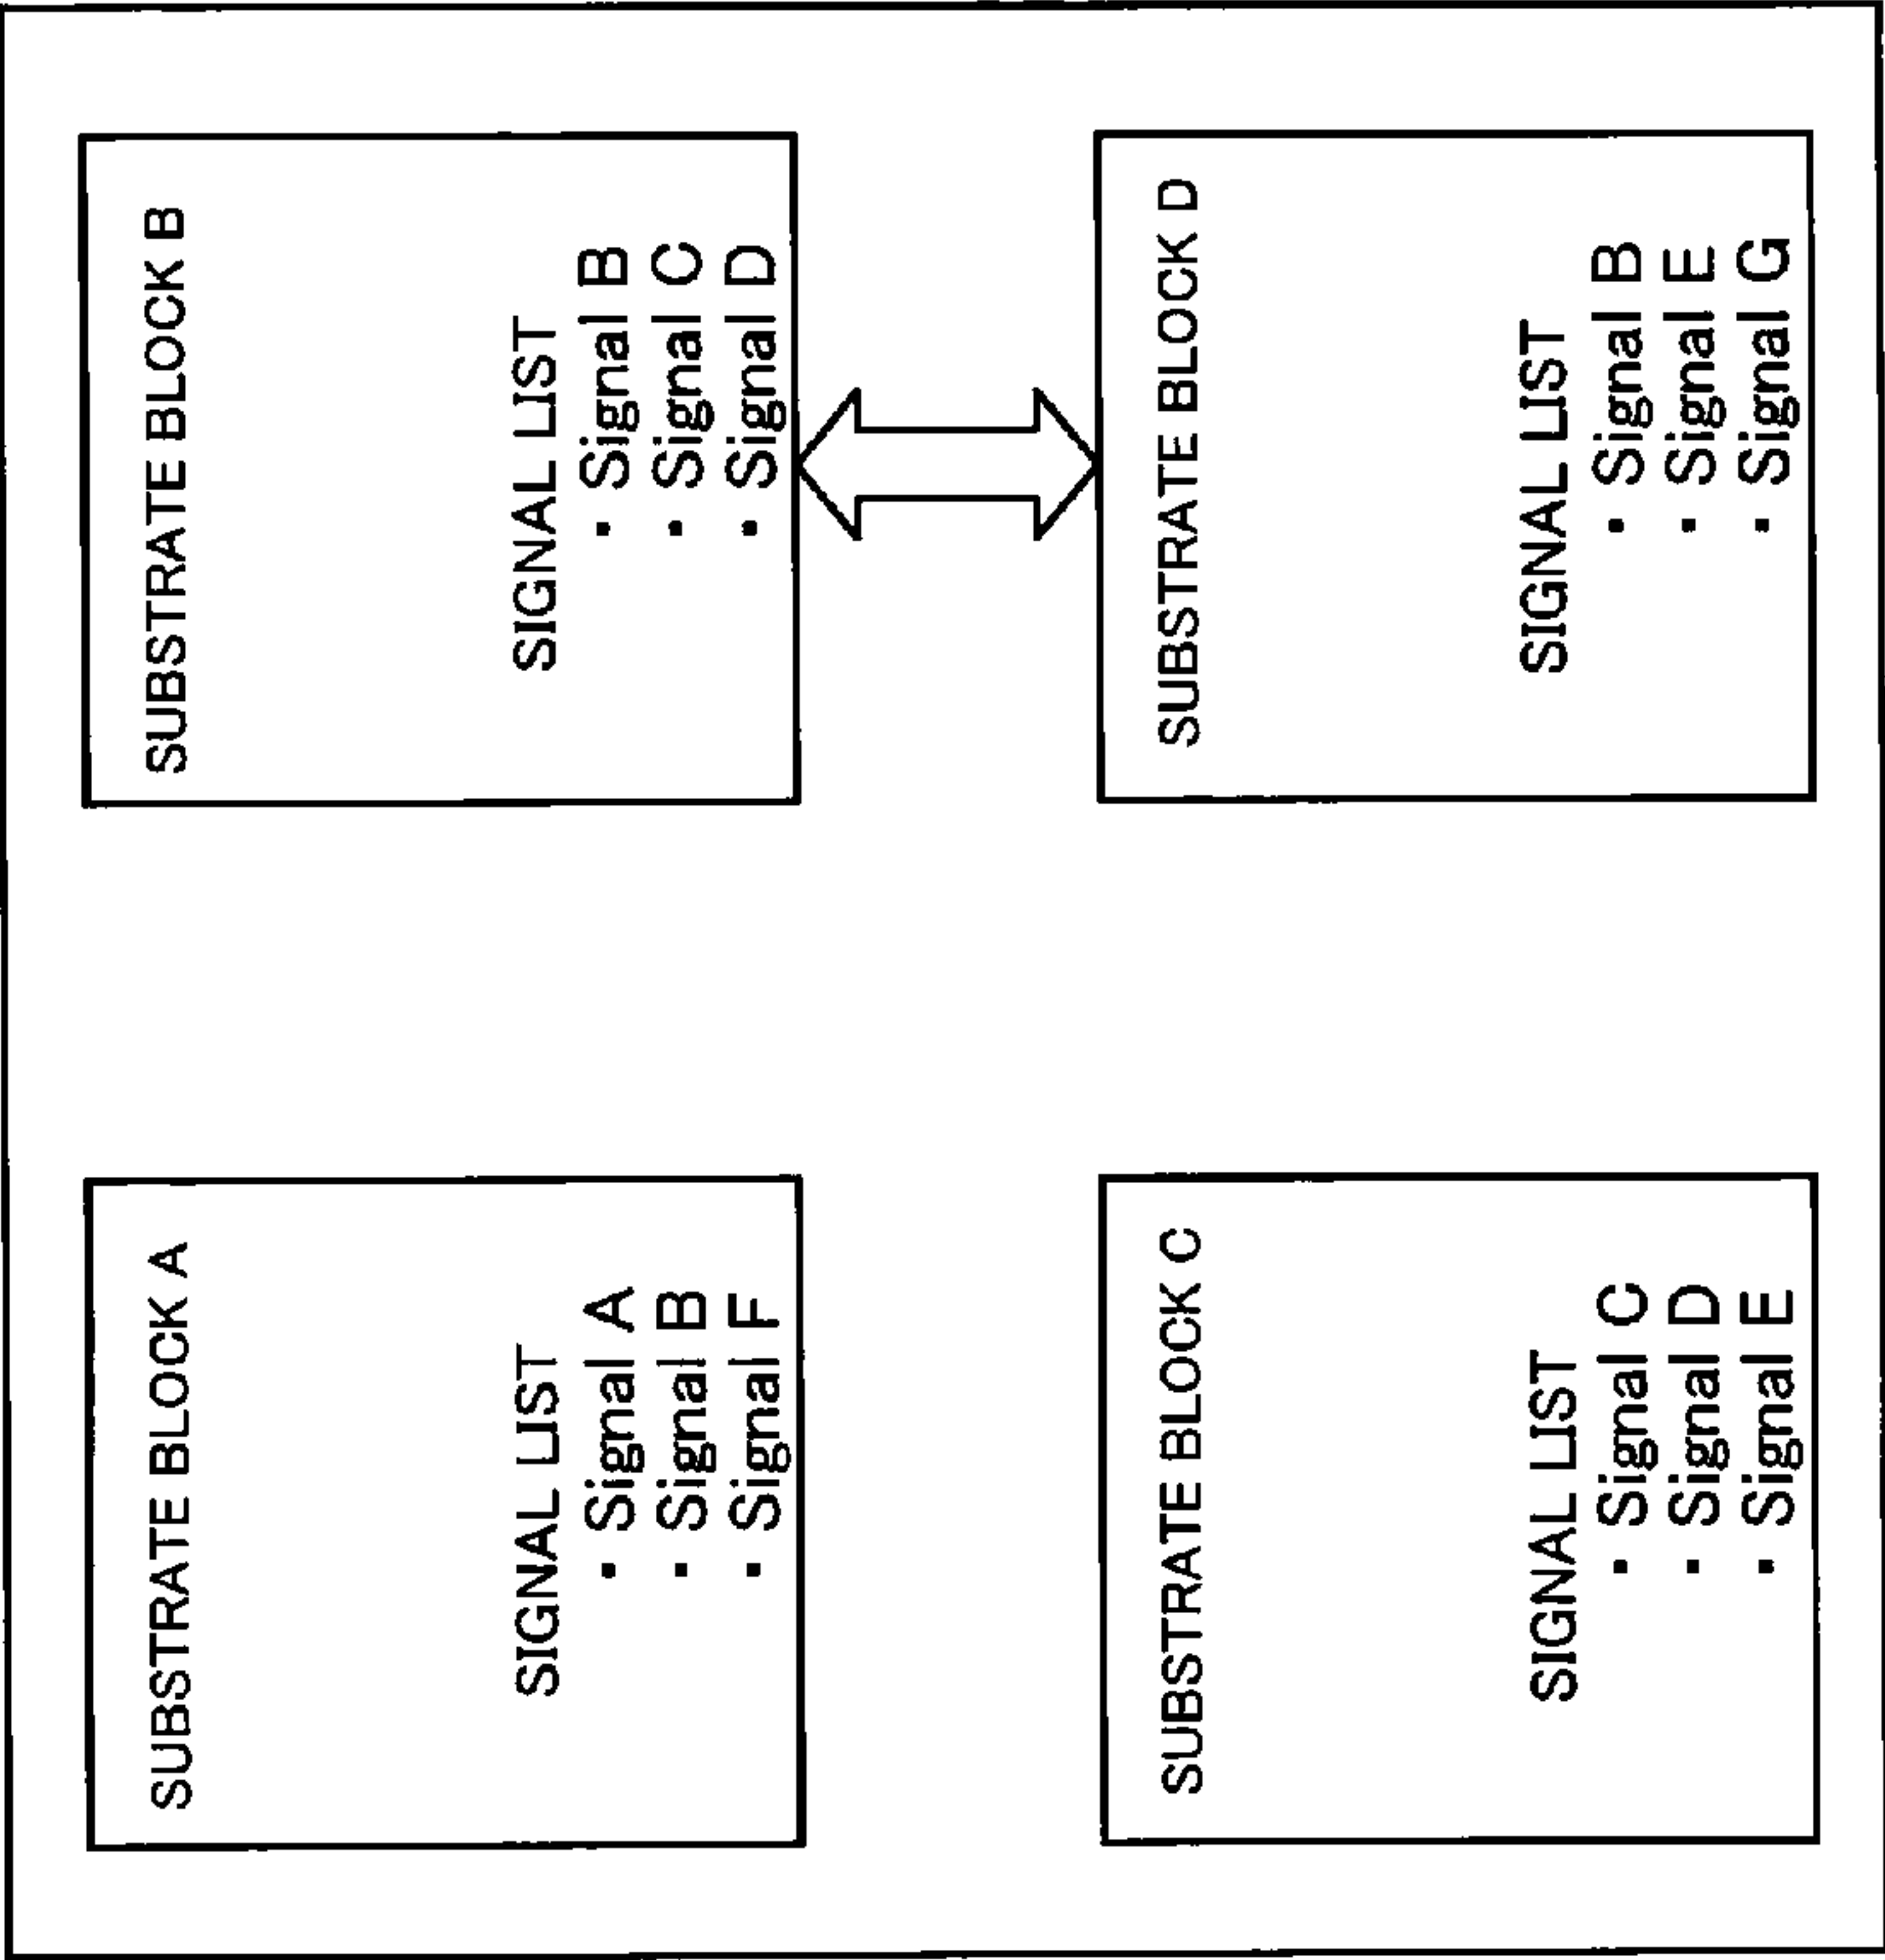 SUBSTRATE BLOCK A
SIGNAL LIST
・Signal A
・Signal B
・Signal F
SUBSTRATE BLOCK B
SIGNAL LIST
・Signal B
・Signal C
・Signal D
SUBSTRATE BLOCK C
SIGNAL LIST
・Signal C
・Signal D
・Signal E
SUBSTRATE BLOCK D
SIGNAL LIST
・Signal B
・Signal E
・Signal G